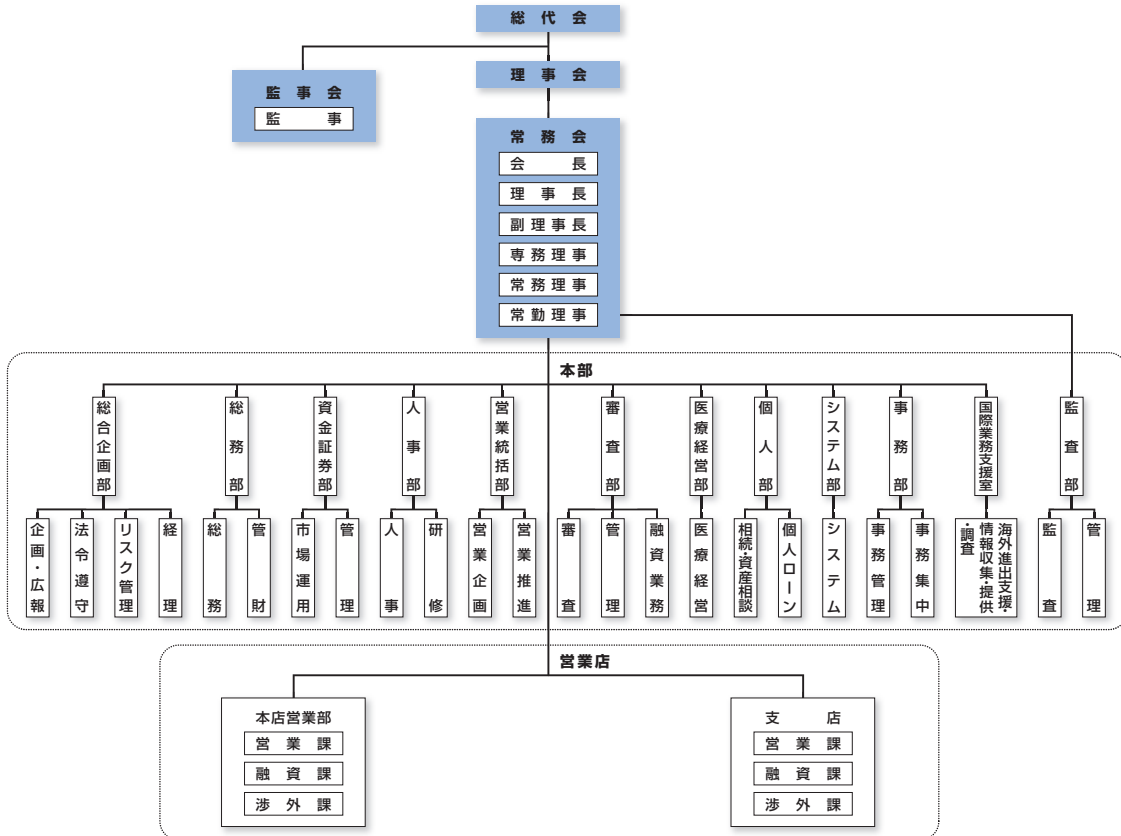 総代会
理事会
監事会
監事
常務会
会長
理事長
副理事長
専務理事
常務理事
常勤理事
本部
総合企画部
総務部
資金証券部
人事部
営業統括部
審査部
医療経営部
個人部
システム部
事務部
国際業務支援室
監査部
企画・広報
法令遵守
リスク管理
経理
総務
管財
市場運用
管理
人事
研修
営業企画
営業推進
審査
管理
融資業務
医療経営
相続・資産相談
個人ローン
システム
事務管理
事務集中
海外進出支援・
情報収集・提供
・調査
監査
管理
営業店
本店営業部
営業課
融資課
渉外課
支店
営業課
融資課
渉外課